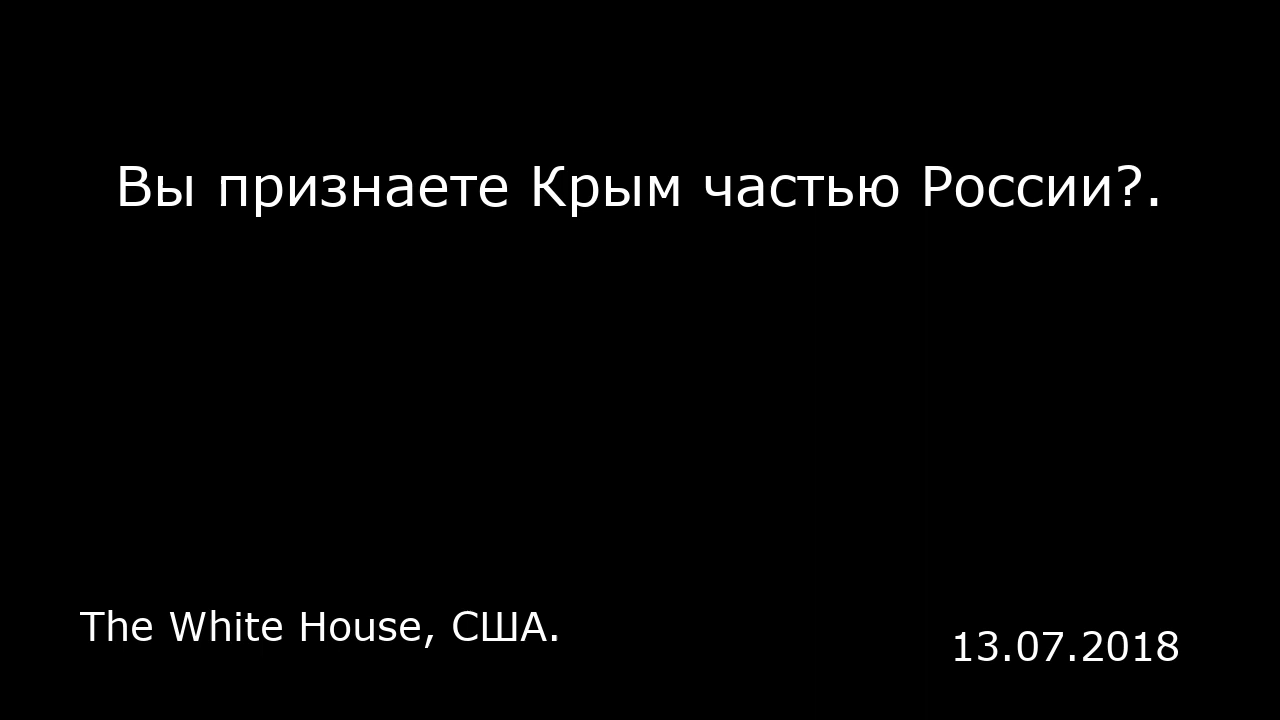 Вы признаете Крым частью России?.
The White House, США.
13.07.2018